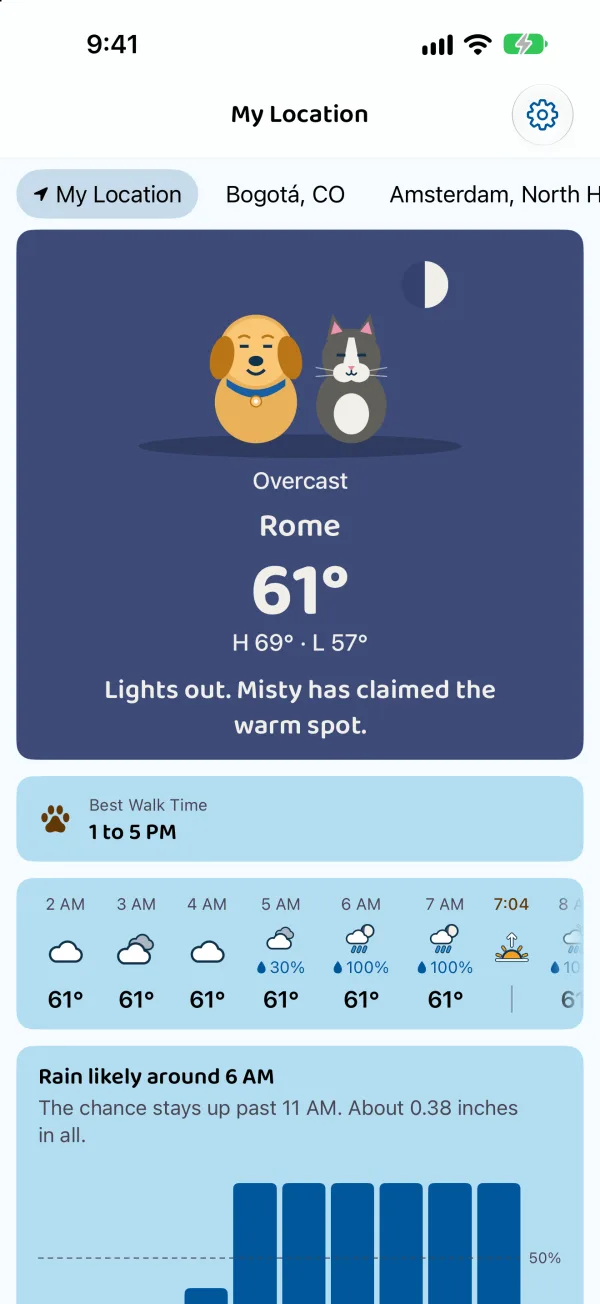 9:41
My Location
My Location Bogotá, CO Amsterdam, North H
Overcast
Rome
61°
H 69° · L 57°
Lights out. Misty has claimed the
warm spot.
Best Walk Time
1 to 5 PM
2 AM 3 AM 4 AM 5 AM 6 AM 7 AM 7:04 8 A
30% 100% 100% 10
61° 61° 61° 61° 61° 61° 61
Rain likely around 6 AM
The chance stays up past 11 AM. About 0.38 inches
in all.
50%